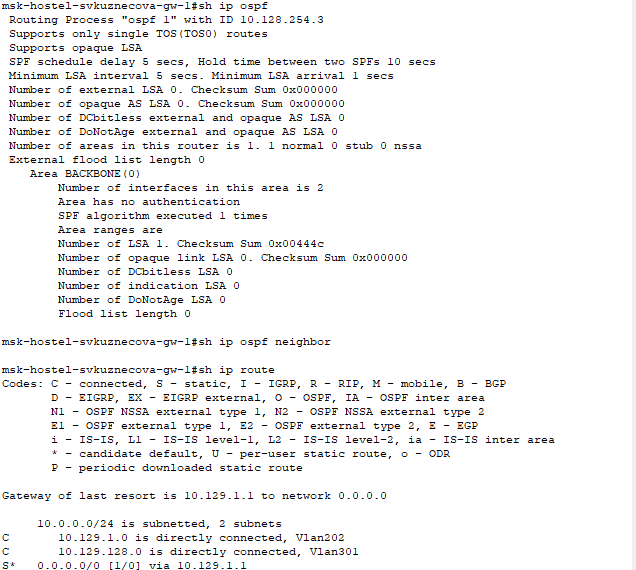 msk-hostel-svkuznecova-gw-1#sh ip ospf
Routing Process "ospf 1" with ID 10.128.254.3
Supports only single TOS(TOS0) routes
Supports opaque LSA
SPF schedule delay 5 secs, Hold time between two SPFs 10 secs
Minimum LSA interval 5 secs. Minimum LSA arrival 1 secs
Number of external LSA 0. Checksum Sum 0x000000
Number of opaque AS LSA 0. Checksum Sum 0x000000
Number of DCbitless external and opaque AS LSA 0
Number of DoNotAge external and opaque AS LSA 0
Number of areas in this router is 1. 1 normal 0 stub 0 nssa
External flood list length 0
Area BACKBONE(0)
Number of interfaces in this area is 2
Area has no authentication
SPF algorithm executed 1 times
Area ranges are
Number of LSA 1. Checksum Sum 0x00444c
Number of opaque link LSA 0. Checksum Sum 0x000000
Number of DCbitless LSA 0
Number of indication LSA 0
Number of DoNotAge LSA 0
Flood list length 0
msk-hostel-svkuznecova-gw-1#sh ip ospf neighbor
msk-hostel-svkuznecova-gw-1#sh ip route
Codes: C - connected, S - static, I - IGRP, R - RIP, M - mobile, B - BGP
D - EIGRP, EX - EIGRP external, O - OSPF, IA - OSPF inter area
N1 - OSPF NSSA external type 1, N2 - OSPF NSSA external type 2
E1 - OSPF external type 1, E2 - OSPF external type 2, E - EGP
i - IS-IS, L1 - IS-IS level-1, L2 - IS-IS level-2, ia - IS-IS inter area
* - candidate default, U - per-user static route, o - ODR
P - periodic downloaded static route
Gateway of last resort is 10.129.1.1 to network 0.0.0.0
10.0.0.0/24 is subnetted, 2 subnets
C 10.129.1.0 is directly connected, Vlan202
C 10.129.128.0 is directly connected, Vlan301
S* 0.0.0.0/0 [1/0] via 10.129.1.1